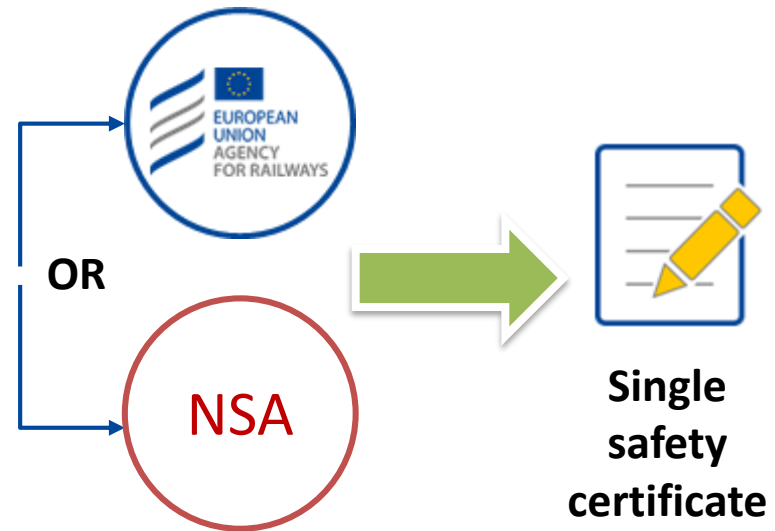 EUROPEAN
UNION
AGENCY
FOR RAILWAYS
OR
NSA
Single
safety
certificate